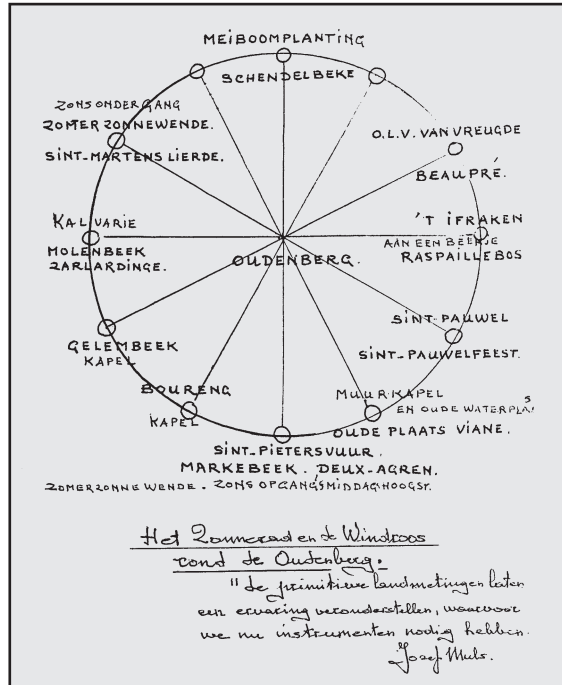 MEIBOOMPLANTING
SCHENDELBEKE
ZONSONDERGANG
ZOMERZONNEWENDE.
SINT-MARTENS LIERDE.
O.L.V. VAN VREUGDE
BEAUPRÉ.
KALVARIE
MOLENBEEK
ZARLARDINGE.
OUDENBERG.
'T IFRAKEN
AAN EEN BEEKJE
RASPAILLEBOS
GELEMBEEK
KAPEL
SINT-PAUWEL
SINT-PAUWELFEEST.
BOURENG
KAPEL
MUURKAPEL
EN OUDE WATERPLAS
OUDE PLAATS VIANE.
SINT-PIETERSVUUR.
MARKEBEEK. DEUX-AGREN.
ZOMERZONNEWENDE. ZONSOPGANG MIDDAGHOOGST.
Het Zonnerad en de Windroos
rond de Oudenberg.
"de primitieve landmetingen laten
een ervaring veronderstellen, waarvoor
we nu instrumenten nodig hebben.
Jozef Muls.